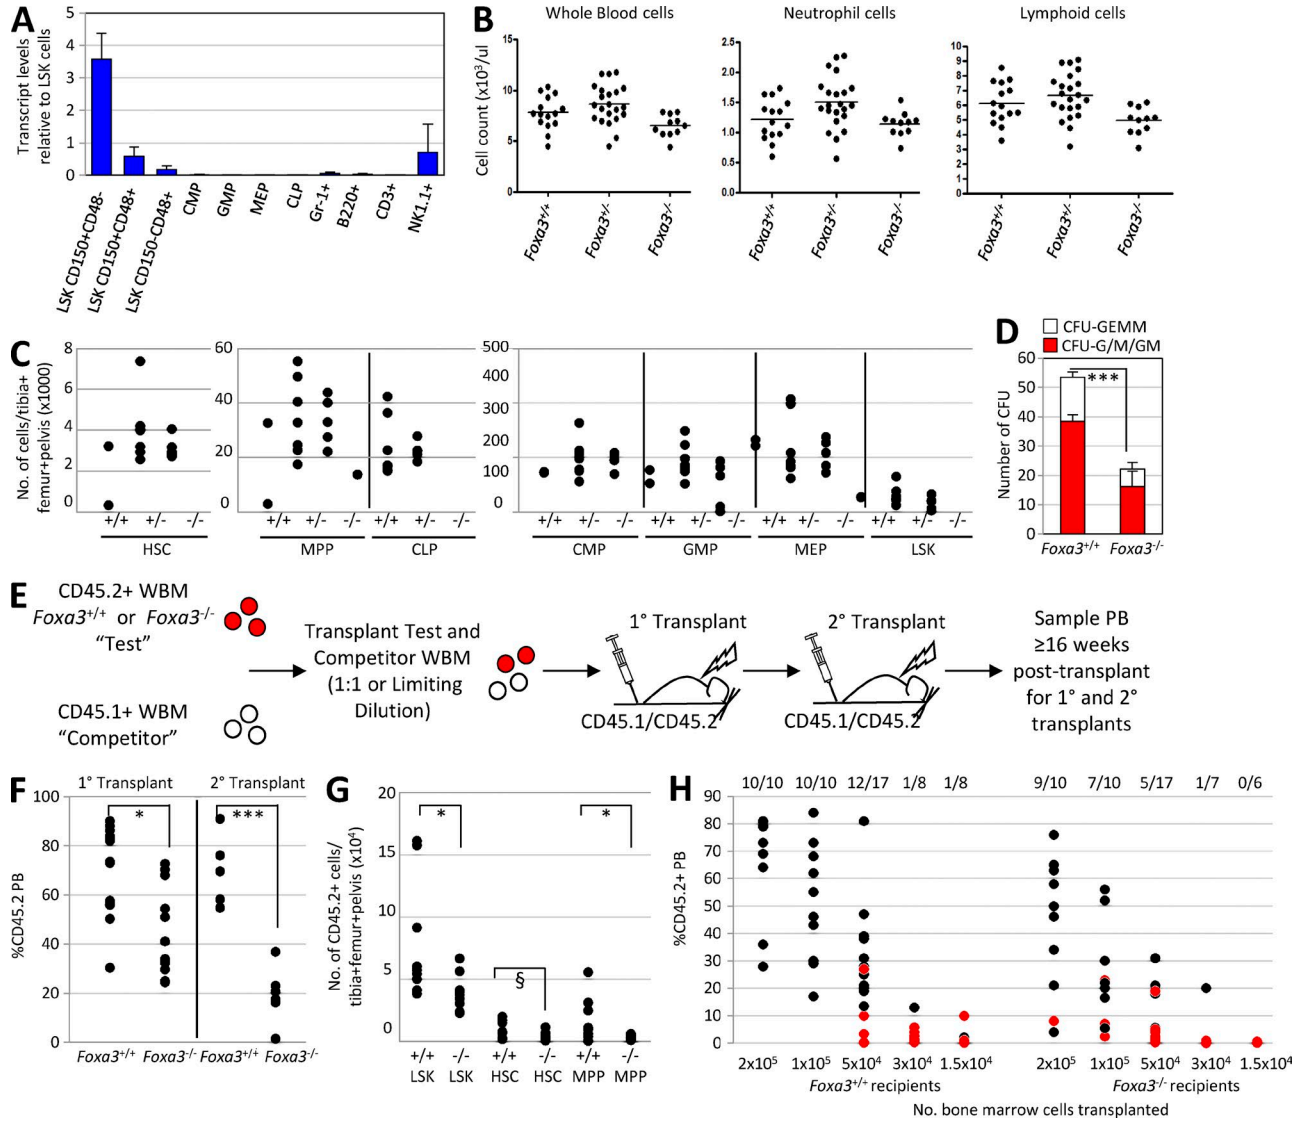 A
Transcript levels
relative to LSK cells
5
4
3
2
1
0
LSK CD150+CD48-
LSK CD150+CD48+
LSK CD150-CD48+
CMP
GMP
MEP
CLP
Gr-1+
B220+
CD3+
NK1.1+
B
Whole Blood cells
Neutrophil cells
Lymphoid cells
Cell count (x10³/ul)
15
10
5
0
Foxa3+/+
Foxa3+/-
Foxa3-/-
2.5
2.0
1.5
1.0
0.5
0.0
Foxa3+/+
Foxa3+/-
Foxa3-/-
10
9
8
7
6
5
4
3
2
1
0
Foxa3+/+
Foxa3+/-
Foxa3-/-
C
No. of cells/tibia+
femur+pelvis (x1000)
8
6
4
2
0
+/+ +/- -/-
HSC
60
40
20
0
+/+ +/- -/- +/+ +/- -/-
MPP CLP
500
400
300
200
100
0
+/+ +/- -/- +/+ +/- -/- +/+ +/- -/- +/+ +/- -/-
CMP GMP MEP LSK
D
CFU-GEMM
CFU-G/M/GM
Number of CFU
60
50
40
30
20
10
0
***
Foxa3+/+ Foxa3-/-
E
CD45.2+ WBM
Foxa3+/+ or Foxa3-/-
“Test”
CD45.1+ WBM
“Competitor”
Transplant Test and
Competitor WBM
(1:1 or Limiting
Dilution)
1° Transplant
CD45.1/CD45.2
2° Transplant
CD45.1/CD45.2
Sample PB
≥16 weeks
post-transplant
for 1° and 2°
transplants
F
1° Transplant 2° Transplant
%CD45.2 PB
100
80
60
40
20
0
* ***
Foxa3+/+ Foxa3-/- Foxa3+/+ Foxa3-/-
G
No. of CD45.2+ cells/
tibia+femur+pelvis (x10⁴)
20
15
10
5
0
* § *
+/+ -/- +/+ -/- +/+ -/-
LSK LSK HSC HSC MPP MPP
H
10/10 10/10 12/17 1/8 1/8 9/10 7/10 5/17 1/7 0/6
%CD45.2+ PB
90
80
70
60
50
40
30
20
10
0
2x10⁵ 1x10⁵ 5x10⁴ 3x10⁴ 1.5x10⁴ 2x10⁵ 1x10⁵ 5x10⁴ 3x10⁴ 1.5x10⁴
Foxa3+/+ recipients Foxa3-/- recipients
No. bone marrow cells transplanted